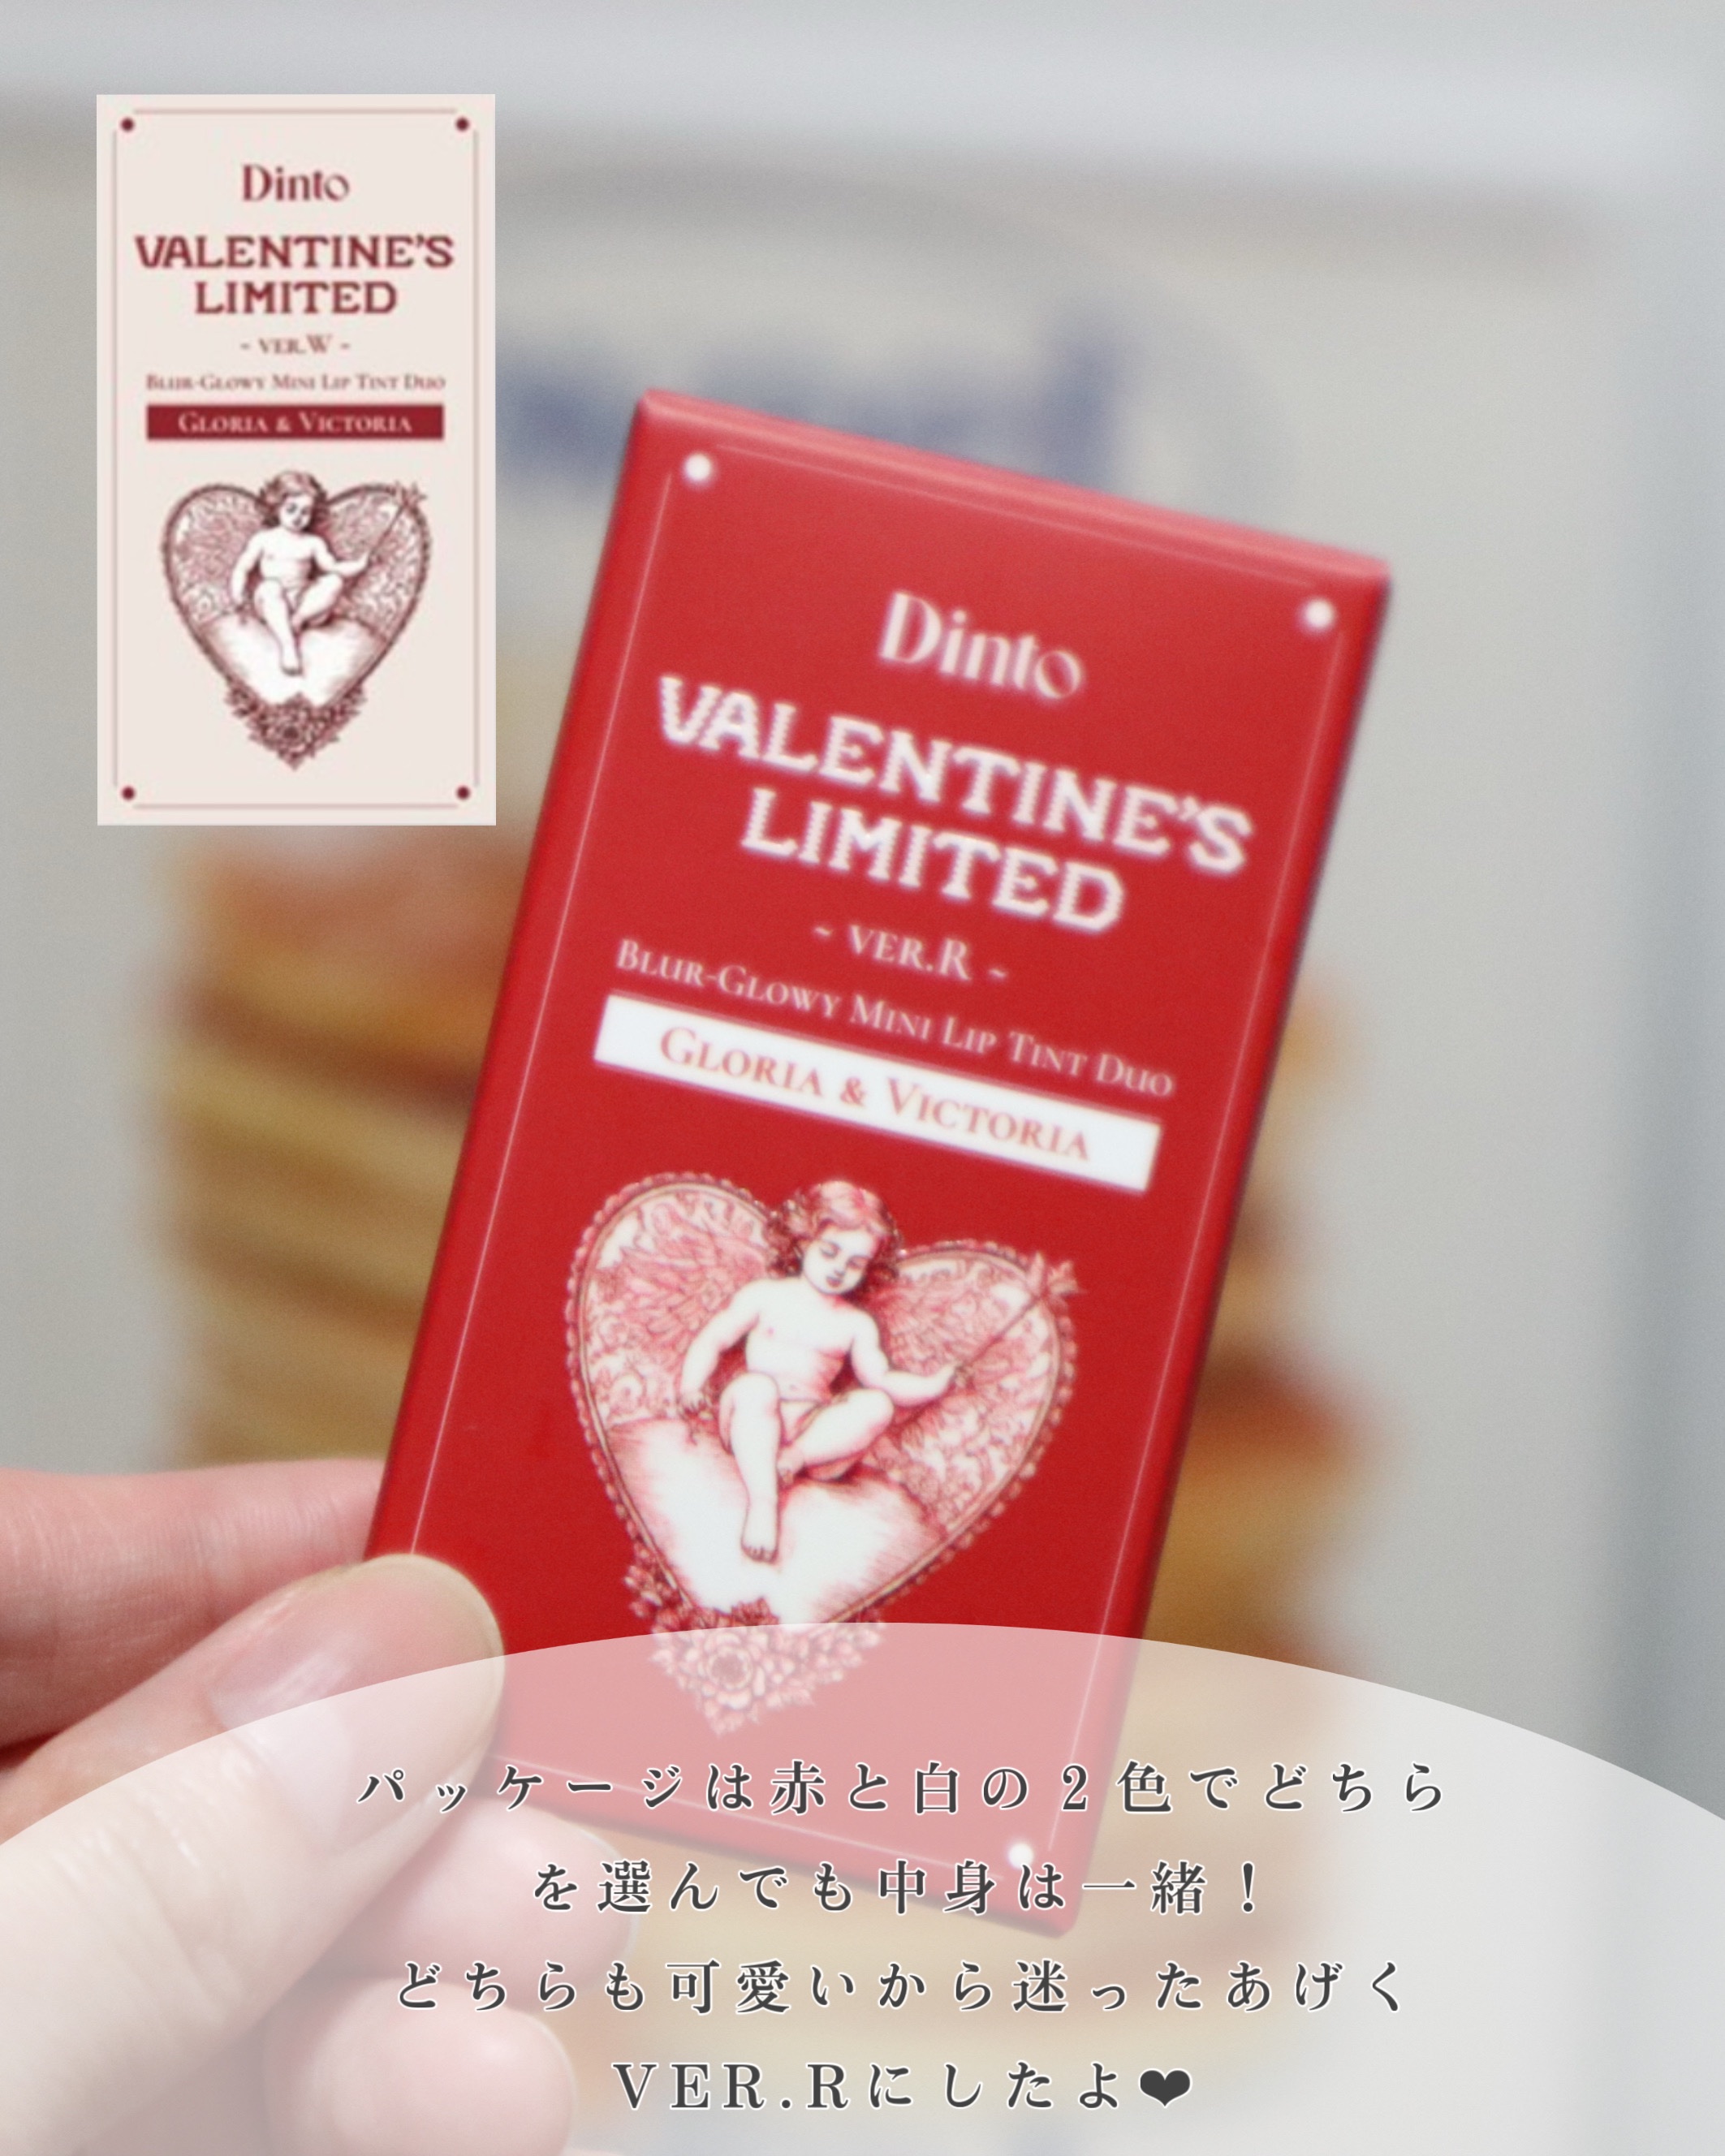 Dinto
VALENTINE'S
LIMITED
- VER.W -
BLUR-GLOWY MINI LIP TINT DUO
GLORIA & VICTORIA
Dinto
VALENTINE'S
LIMITED
~ VER.R ~
BLUR-GLOWY MINI LIP TINT DUO
GLORIA & VICTORIA
パッケージは赤と白の2色でどちら
を選んでも中身は一緒！
どちらも可愛いから迷ったあげく
VER.Rにしたよ❤